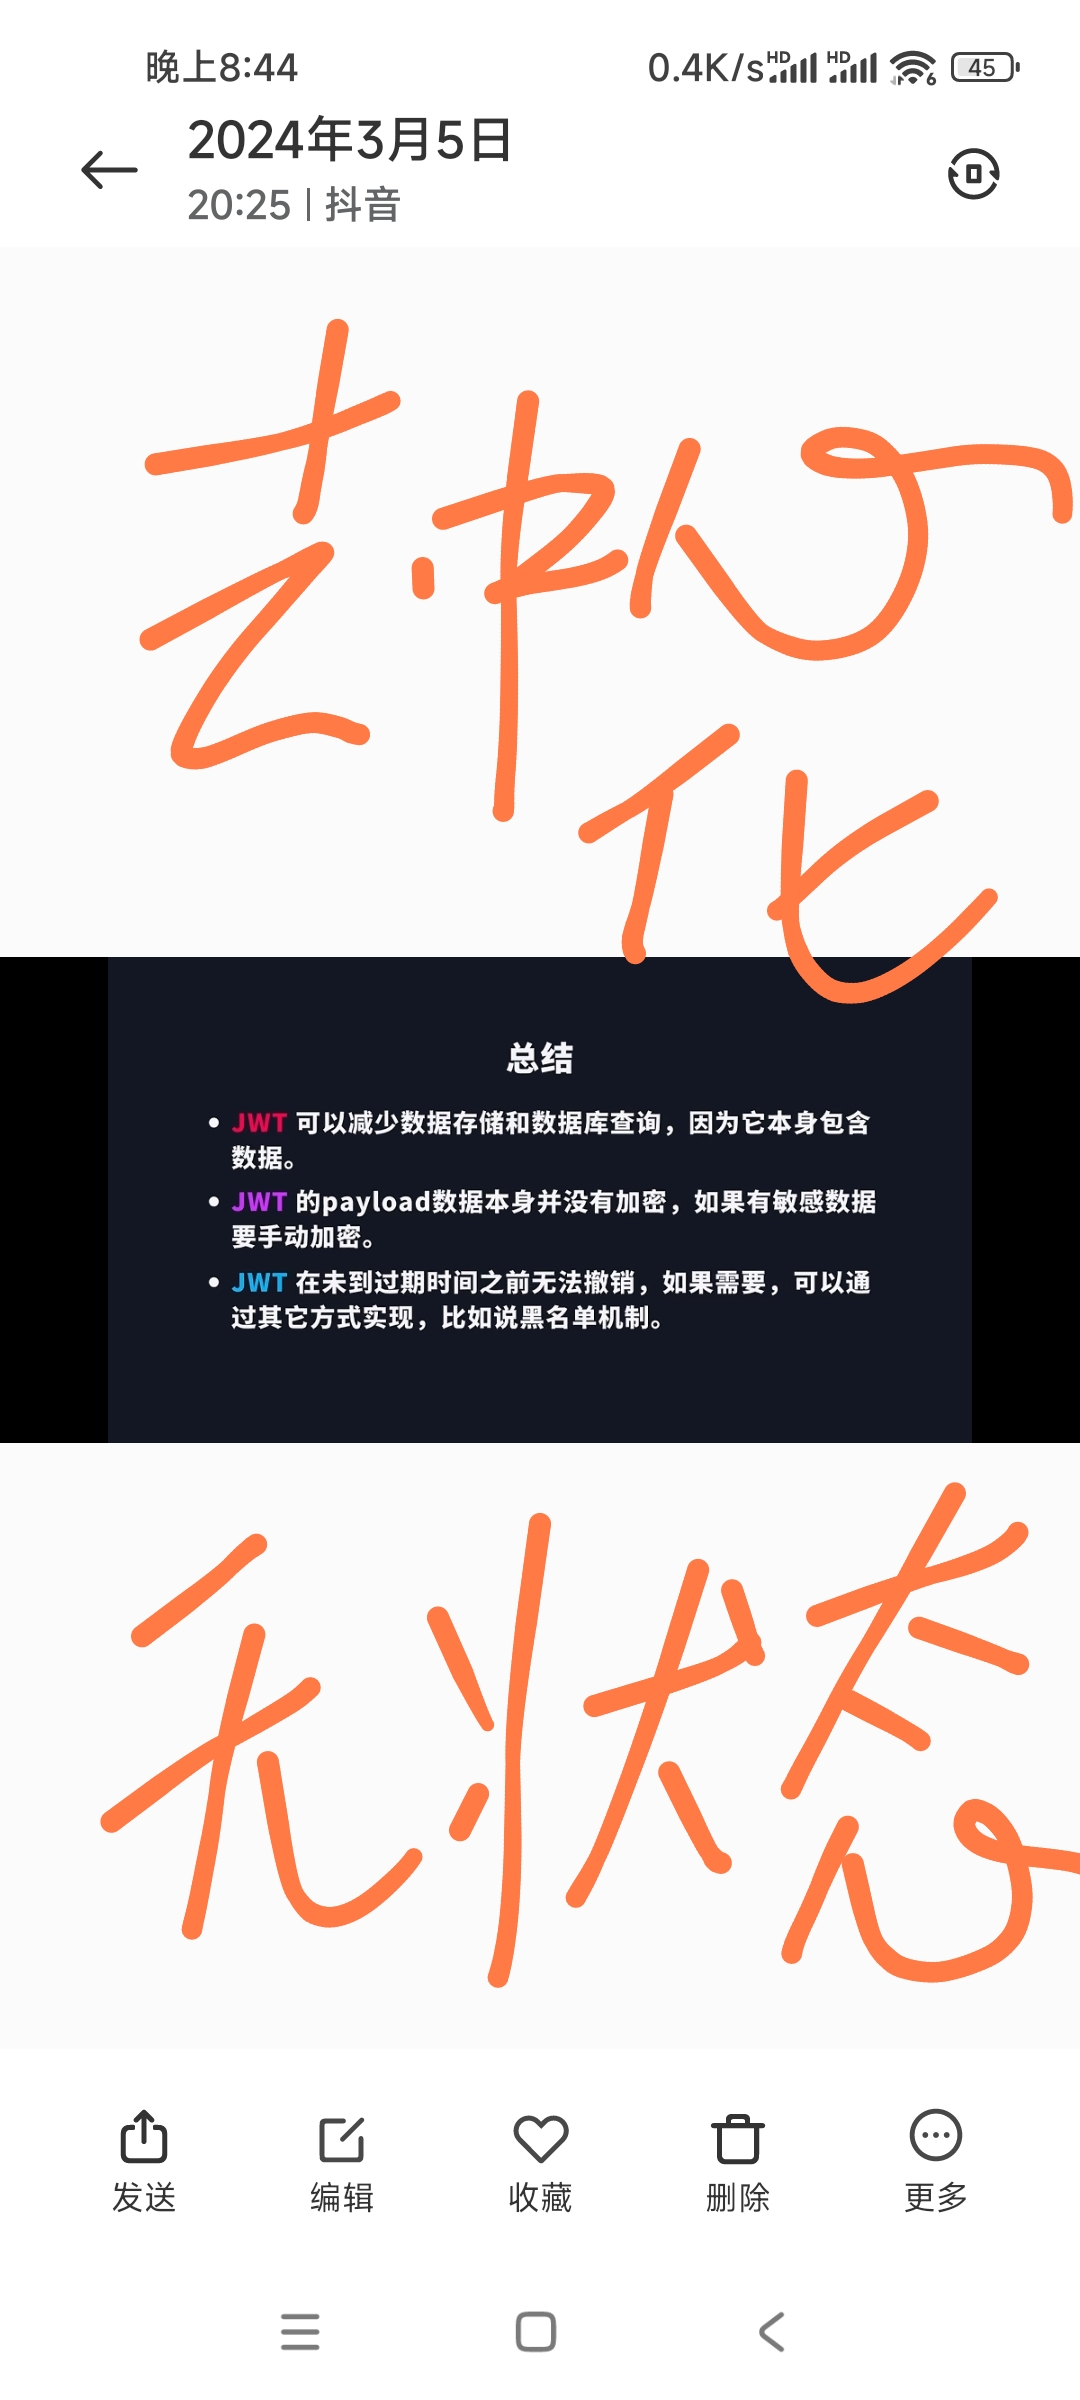 晚上8:44 0.4K/s HD HD 6 45
2024年3月5日
20:25 | 抖音
去中心
化
总结
• JWT 可以减少数据存储和数据库查询，因为它本身包含
数据。
• JWT 的payload数据本身并没有加密，如果有敏感数据
要手动加密。
• JWT 在未到过期时间之前无法撤销，如果需要，可以通
过其它方式实现，比如说黑名单机制。
无状态
发送 编辑 收藏 删除 更多